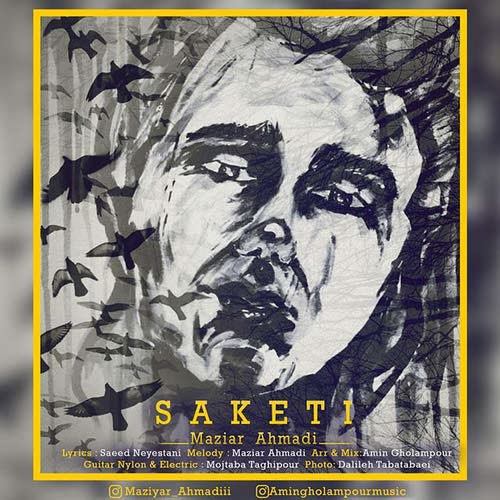 SAKETI
Maziar Ahmadi
Lyrics : Saeed Neyestani Melody : Maziar Ahmadi Arr & Mix:Amin Gholampour
Guitar Nylon & Electric : Mojtaba Taghipour Photo: Dalileh Tabatabaei
Maziyar_Ahmadiii Amingholampourmusic